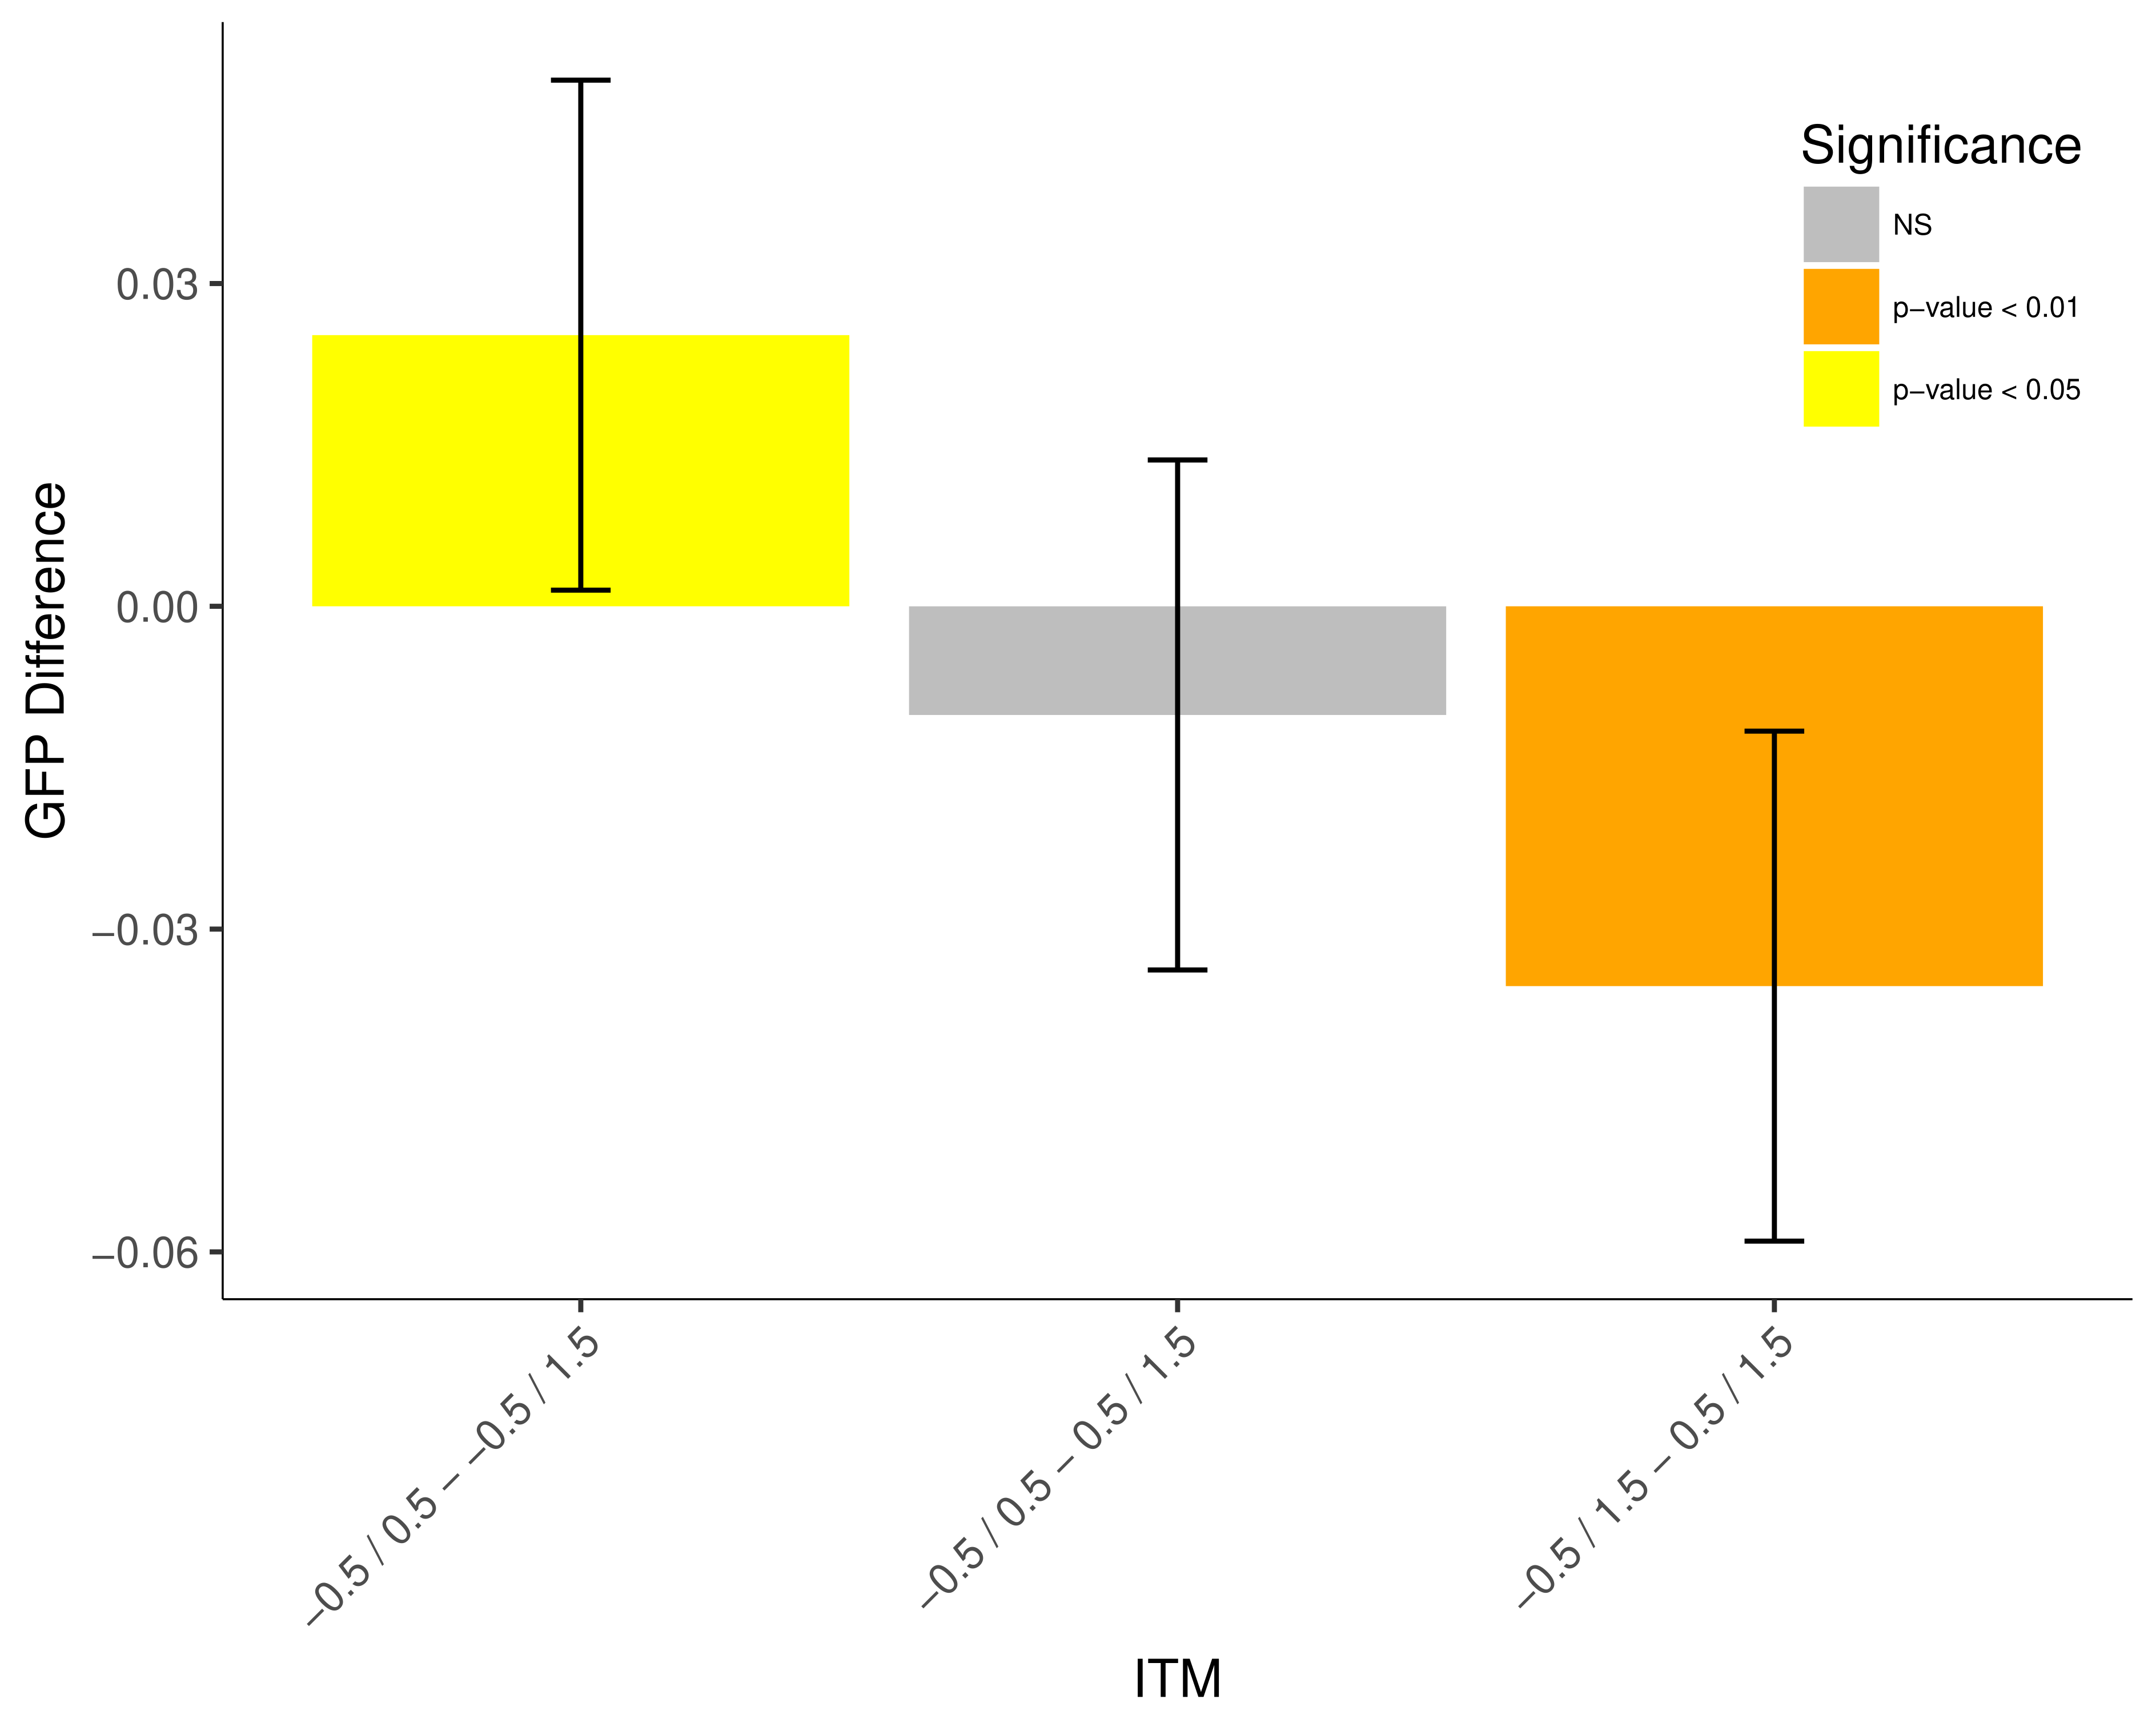 Significance
NS
p−value < 0.01
p−value < 0.05
GFP Difference
0.03
0.00
−0.03
−0.06
−0.5 / 0.5 − −0.5 / 1.5
−0.5 / 0.5 − 0.5 / 1.5
−0.5 / 1.5 − 0.5 / 1.5
ITM